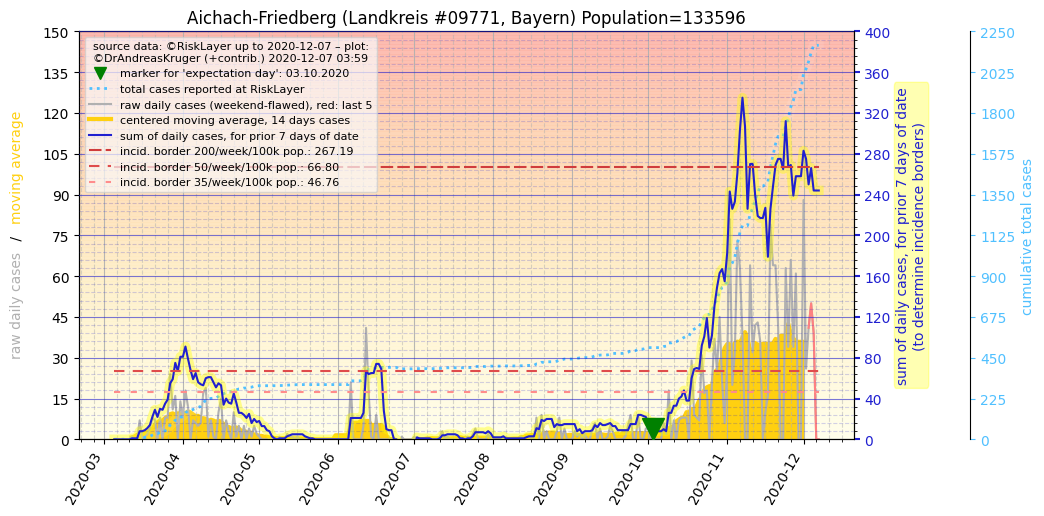 Aichach-Friedberg (Landkreis #09771, Bayern) Population=133596
source data: ©RiskLayer up to 2020-12-07 – plot:
©DrAndreasKruger (+contrib.) 2020-12-07 03:59
marker for 'expectation day': 03.10.2020
total cases reported at RiskLayer
raw daily cases (weekend-flawed), red: last 5
centered moving average, 14 days cases
sum of daily cases, for prior 7 days of date
incid. border 200/week/100k pop.: 267.19
incid. border 50/week/100k pop.: 66.80
incid. border 35/week/100k pop.: 46.76
raw daily cases / moving average
150
135
120
105
90
75
60
45
30
15
0
400
360
320
280
240
200
160
120
80
40
0
sum of daily cases, for prior 7 days of date
(to determine incidence borders)
2250
2025
1800
1575
1350
1125
900
675
450
225
0
cumulative total cases
2020-03
2020-04
2020-05
2020-06
2020-07
2020-08
2020-09
2020-10
2020-11
2020-12